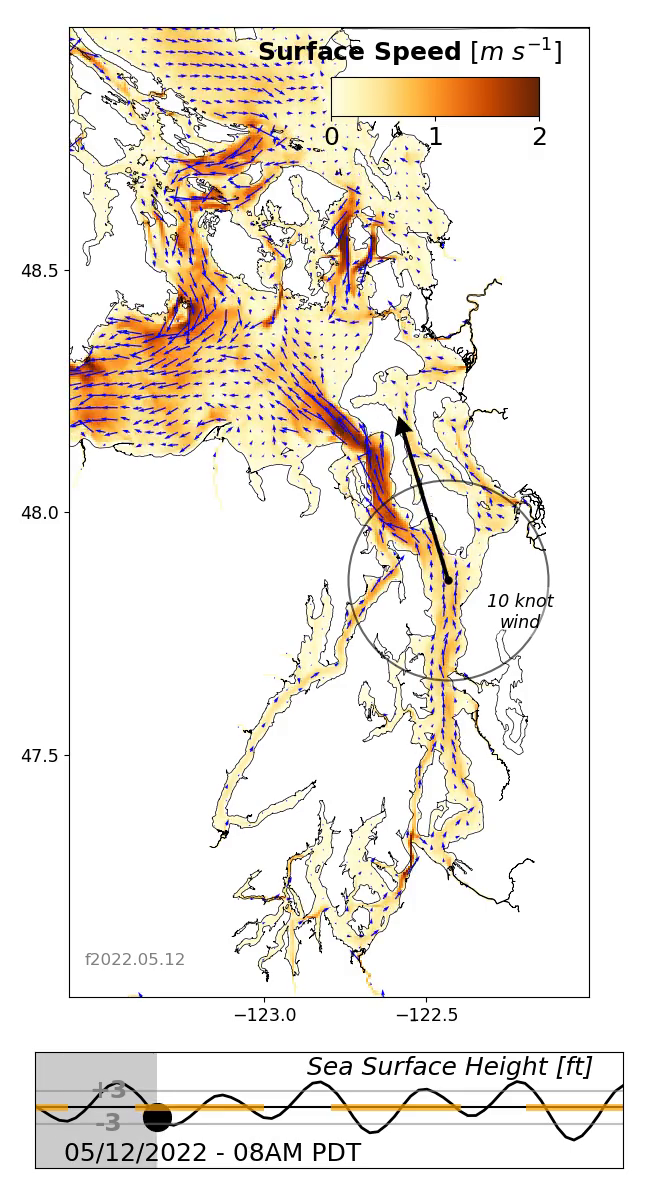 Surface Speed [m s⁻¹]
0 1 2
48.5
48.0
10 knot
wind
47.5
f2022.05.12
−123.0 −122.5
Sea Surface Height [ft]
+3
-3
05/12/2022 - 08AM PDT